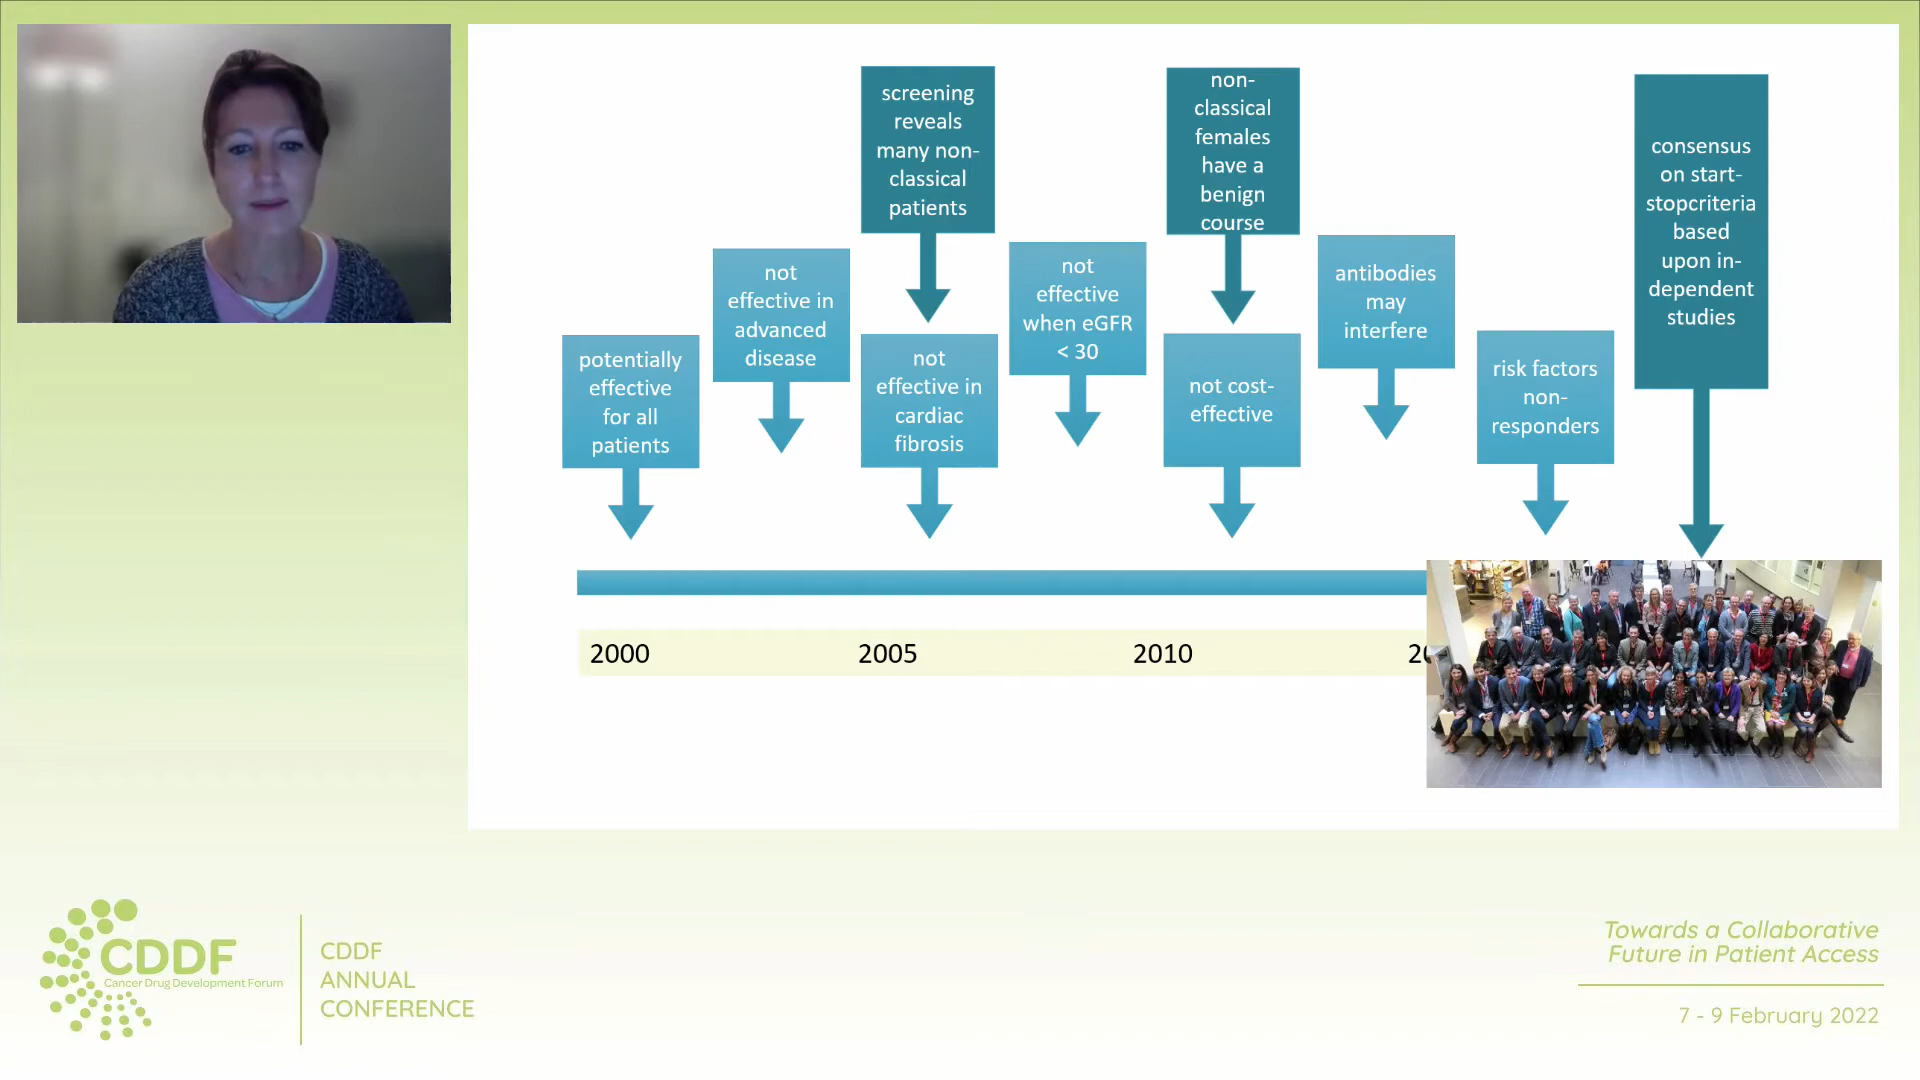 screening
reveals
many non-
classical
patients
non-
classical
females
have a
benign
course
consensus
on start-
stopcriteria
based
upon in-
dependent
studies
not
effective in
advanced
disease
not
effective
when eGFR
< 30
antibodies
may
interfere
potentially
effective
for all
patients
not
effective in
cardiac
fibrosis
not cost-
effective
risk factors
non-
responders
2000
2005
2010
CDDF
Cancer Drug Development Forum
CDDF
ANNUAL
CONFERENCE
Towards a Collaborative
Future in Patient Access
7 - 9 February 2022